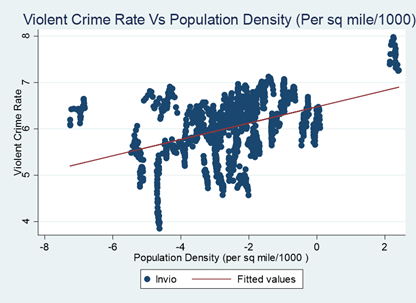 Violent Crime Rate Vs Population Density (Per sq mile/1000)
Violent Crime Rate
8
7
6
5
4
-8 -6 -4 -2 0 2
Population Density (per sq mile/1000 )
Invio Fitted values